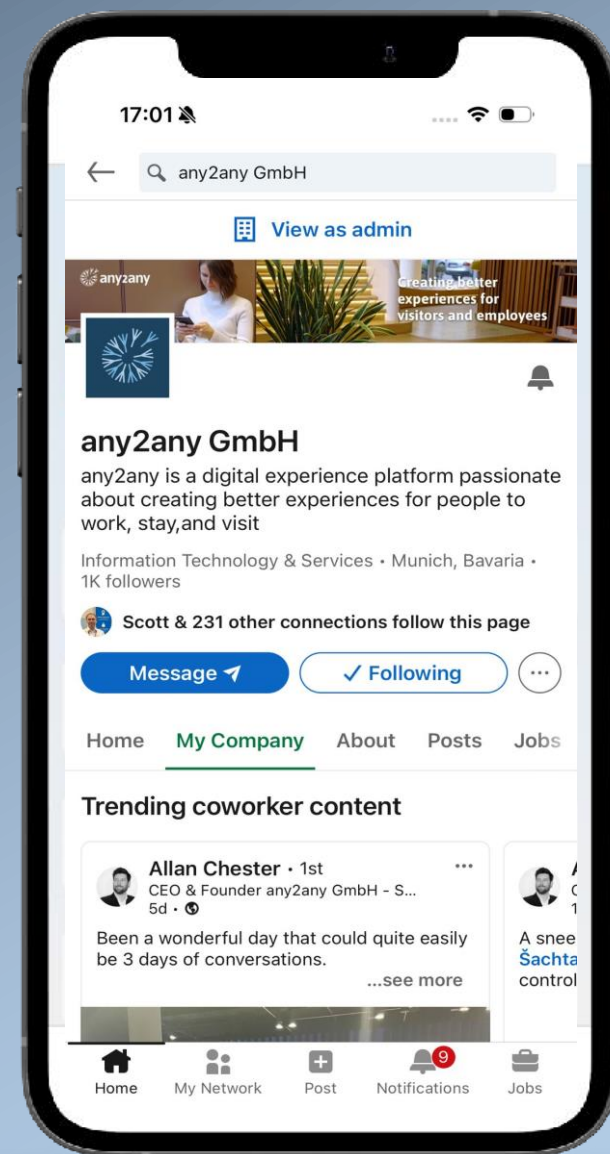 17:01
any2any GmbH
View as admin
any2any
Creating better
experiences for
visitors and employees
any2any GmbH
any2any is a digital experience platform passionate
about creating better experiences for people to
work, stay,and visit
Information Technology & Services • Munich, Bavaria •
1K followers
Scott & 231 other connections follow this page
Message
✓ Following
Home My Company About Posts Jobs
Trending coworker content
Allan Chester • 1st
CEO & Founder any2any GmbH - S...
5d •
Been a wonderful day that could quite easily
be 3 days of conversations.
...see more
A snee
Šachta
control
9
Home My Network Post Notifications Jobs